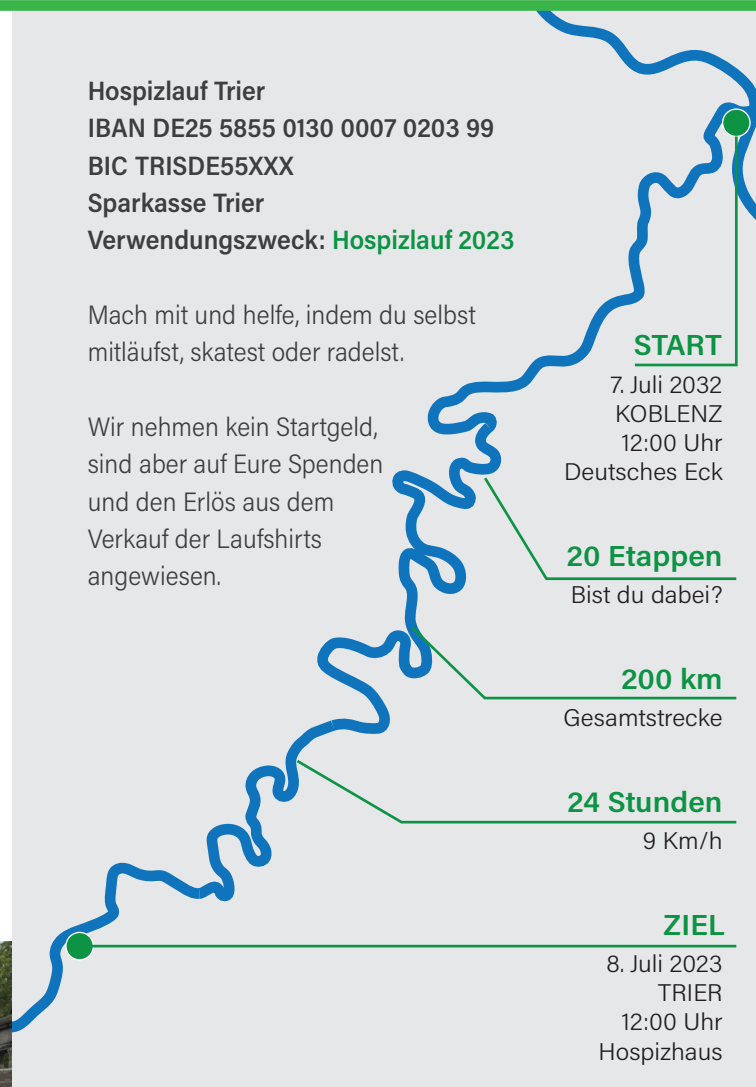 Hospizlauf Trier
IBAN DE25 5855 0130 0007 0203 99
BIC TRISDE55XXX
Sparkasse Trier
Verwendungszweck: Hospizlauf 2023
Mach mit und helfe, indem du selbst
mitläufst, skatest oder radelst.
Wir nehmen kein Startgeld,
sind aber auf Eure Spenden
und den Erlös aus dem
Verkauf der Laufshirts
angewiesen.
START
7. Juli 2032
KOBLENZ
12:00 Uhr
Deutsches Eck
20 Etappen
Bist du dabei?
200 km
Gesamtstrecke
24 Stunden
9 Km/h
ZIEL
8. Juli 2023
TRIER
12:00 Uhr
Hospizhaus